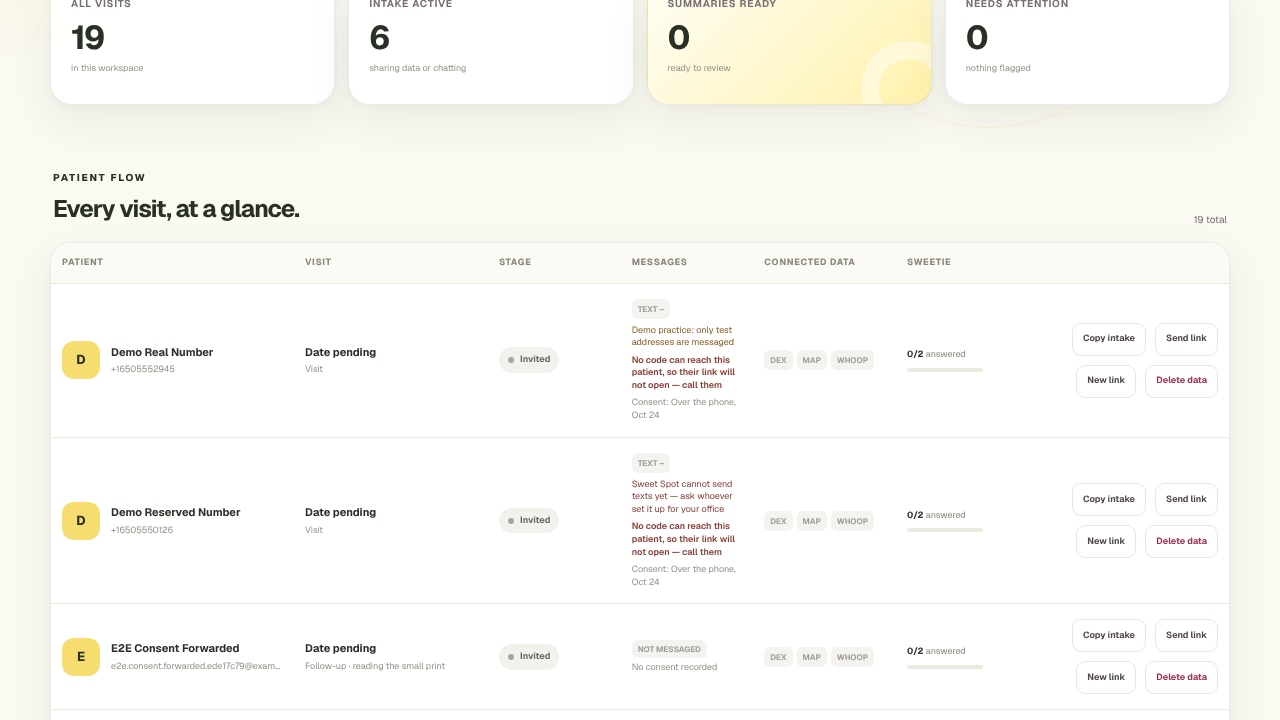 ALL VISITS
19
in this workspace
INTAKE ACTIVE
6
sharing data or chatting
SUMMARIES READY
0
ready to review
NEEDS ATTENTION
0
nothing flagged
PATIENT FLOW
Every visit, at a glance.
19 total
PATIENT VISIT STAGE MESSAGES CONNECTED DATA SWEETIE
D
Demo Real Number
+16505552945
Date pending
Visit
Invited
TEXT –
Demo practice: only test
addresses are messaged
No code can reach this
patient, so their link will
not open — call them
Consent: Over the phone,
Oct 24
DEX MAP WHOOP
0/2 answered
Copy intake
Send link
New link
Delete data
D
Demo Reserved Number
+16505550126
Date pending
Visit
Invited
TEXT –
Sweet Spot cannot send
texts yet — ask whoever
set it up for your office
No code can reach this
patient, so their link will
not open — call them
Consent: Over the phone,
Oct 24
DEX MAP WHOOP
0/2 answered
Copy intake
Send link
New link
Delete data
E
E2E Consent Forwarded
e2e.consent.forwarded.ede17c79@exam...
Date pending
Follow-up · reading the small print
Invited
NOT MESSAGED
No consent recorded
DEX MAP WHOOP
0/2 answered
Copy intake
Send link
New link
Delete data